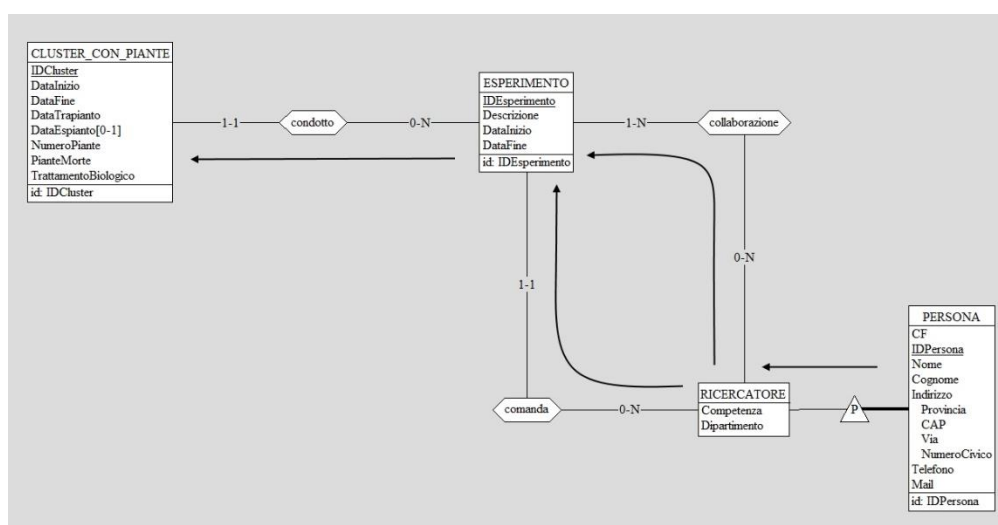 CLUSTER_CON_PIANTE
IDCluster
DataInizio
DataFine
DataTrapianto
DataEspianto[0-1]
NumeroPiante
PianteMorte
TrattamentoBiologico
id: IDCluster
1-1
condotto
0-N
ESPERIMENTO
IDEsperimento
Descrizione
DataInizio
DataFine
id: IDEsperimento
1-N
collaborazione
0-N
1-1
comanda
0-N
RICERCATORE
Competenza
Dipartimento
P
PERSONA
CF
IDPersona
Nome
Cognome
Indirizzo
Provincia
CAP
Via
NumeroCivico
Telefono
Mail
id: IDPersona